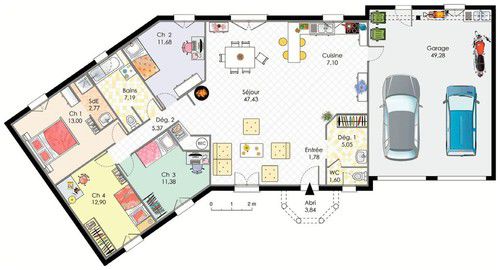 Ch 2
11,68
Cuisine
7,10
Garage
49,28
Bains
7,19
SdE
2,77
Séjour
47,43
Ch 1
13,00
Dég. 2
5,37
Dég. 1
5,05
Entrée
1,78
Ch 3
11,38
WC
1,60
Ch 4
12,90
Abri
3,84
0 1 2 m